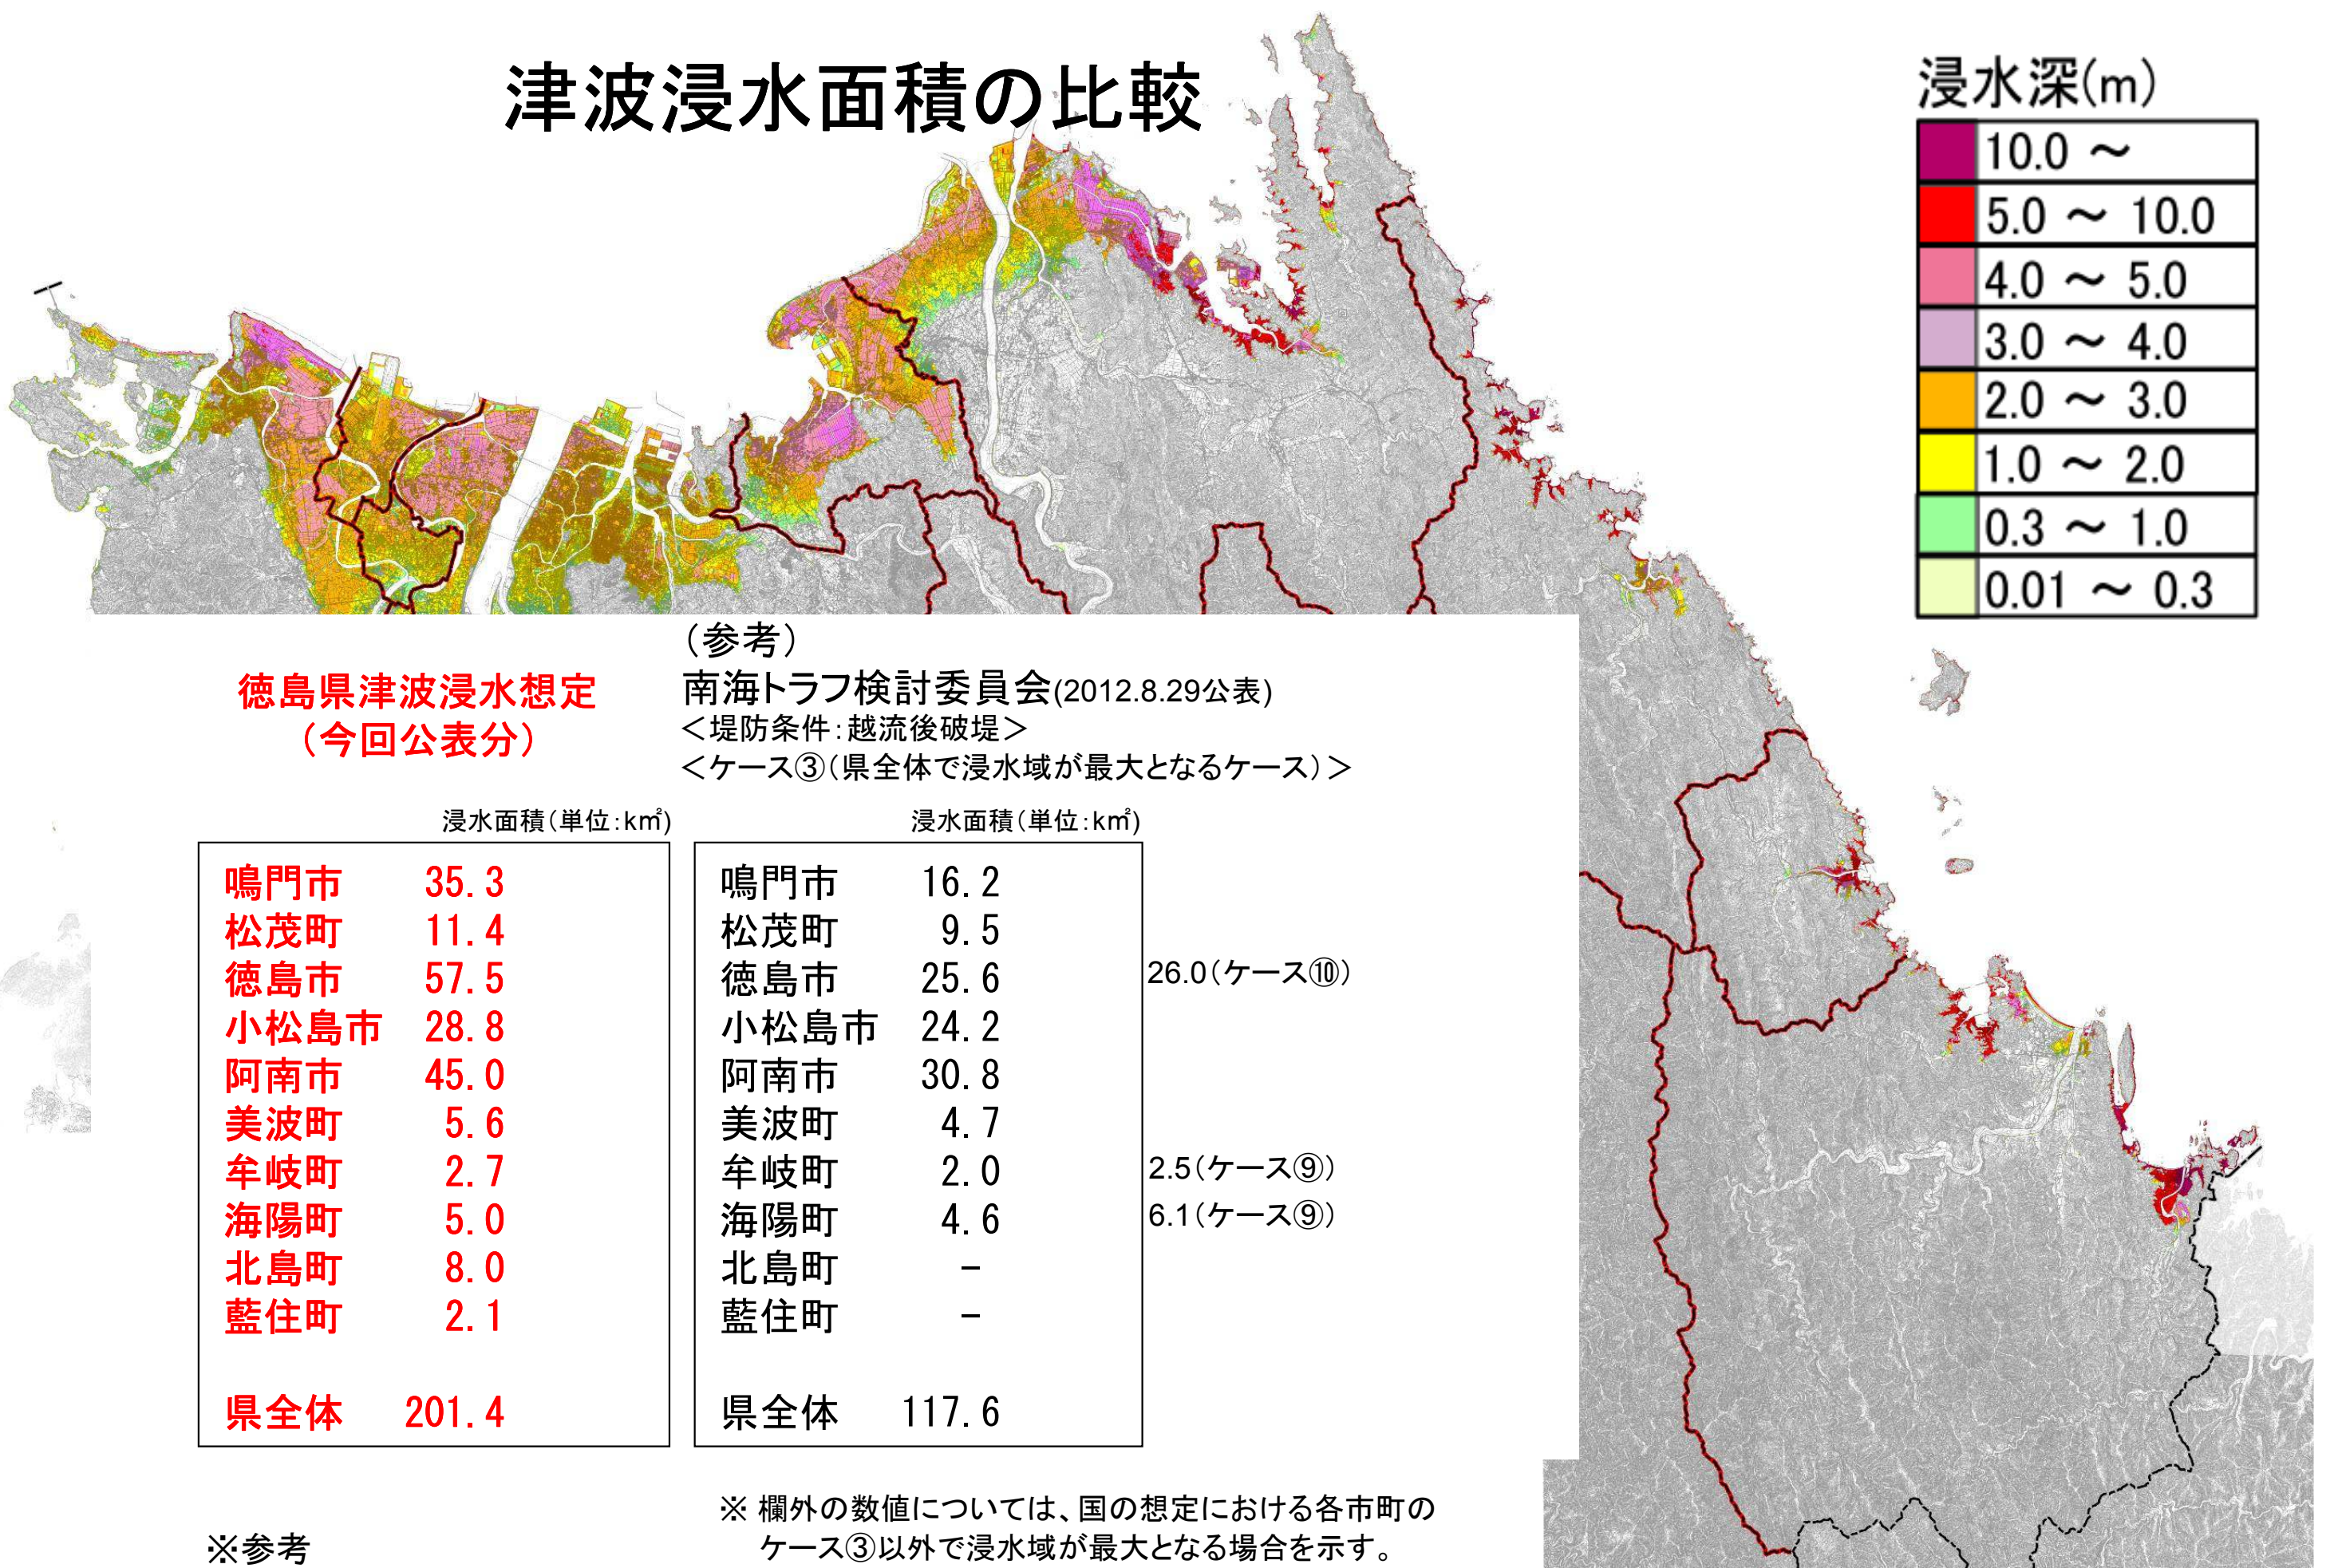 津波浸水面積の比較
浸水深(m)
10.0 ～
5.0 ～ 10.0
4.0 ～ 5.0
3.0 ～ 4.0
2.0 ～ 3.0
1.0 ～ 2.0
0.3 ～ 1.0
0.01 ～ 0.3
徳島県津波浸水想定
（今回公表分）
（参考）
南海トラフ検討委員会(2012.8.29公表)
＜堤防条件：越流後破堤＞
＜ケース③（県全体で浸水域が最大となるケース）＞
浸水面積（単位：k㎡）
鳴門市 35.3
松茂町 11.4
徳島市 57.5
小松島市 28.8
阿南市 45.0
美波町 5.6
牟岐町 2.7
海陽町 5.0
北島町 8.0
藍住町 2.1
県全体 201.4
浸水面積（単位：k㎡）
鳴門市 16.2
松茂町 9.5
徳島市 25.6 26.0（ケース⑩）
小松島市 24.2
阿南市 30.8
美波町 4.7
牟岐町 2.0 2.5（ケース⑨）
海陽町 4.6 6.1（ケース⑨）
北島町 －
藍住町 －
県全体 117.6
※ 欄外の数値については、国の想定における各市町の
ケース③以外で浸水域が最大となる場合を示す。
※参考